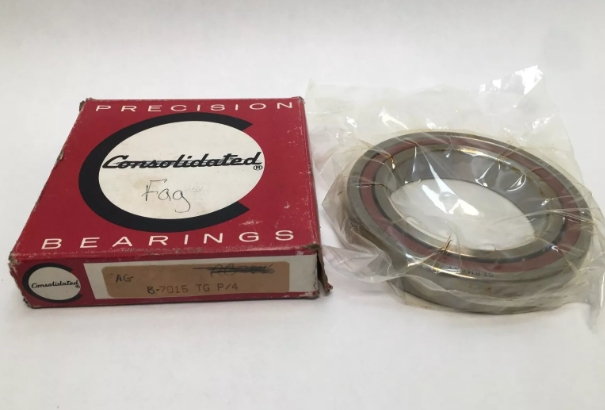 PRECISION
Consolidated
Fag
BEARINGS
Consolidated
AG
B-7015 TG P/4